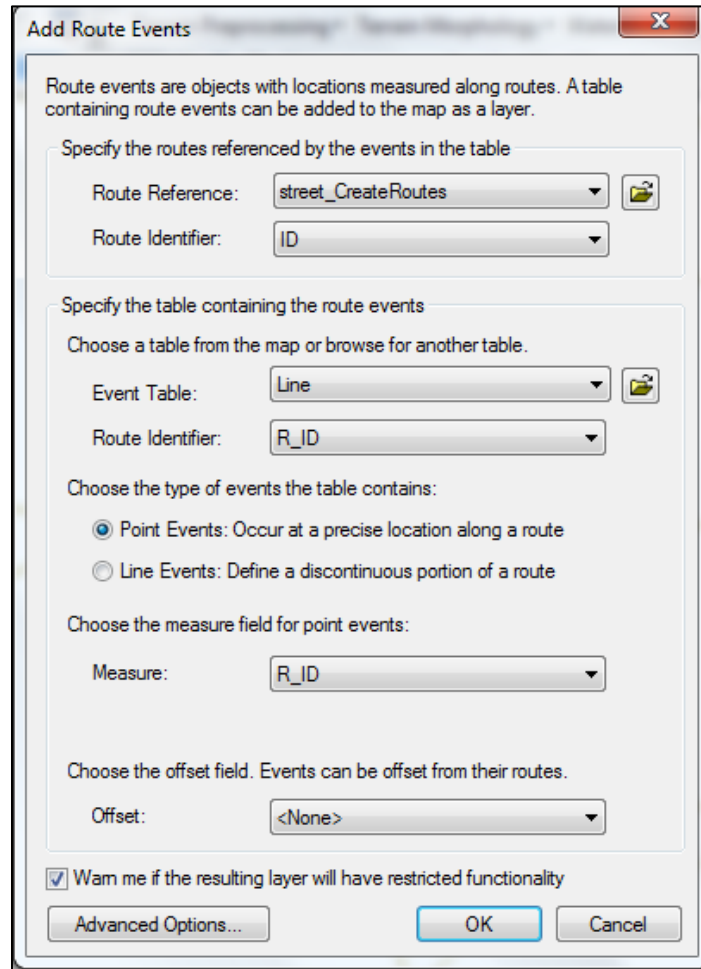 Add Route Events
Preprocessing Terrain Morphology
Route events are objects with locations measured along routes. A table
containing route events can be added to the map as a layer.
Specify the routes referenced by the events in the table
Route Reference: street_CreateRoutes
Route Identifier: ID
Specify the table containing the route events
Choose a table from the map or browse for another table.
Event Table: Line
Route Identifier: R_ID
Choose the type of events the table contains:
Point Events: Occur at a precise location along a route
Line Events: Define a discontinuous portion of a route
Choose the measure field for point events:
Measure: R_ID
Choose the offset field. Events can be offset from their routes.
Offset: <None>
Warn me if the resulting layer will have restricted functionality
Advanced Options... OK Cancel